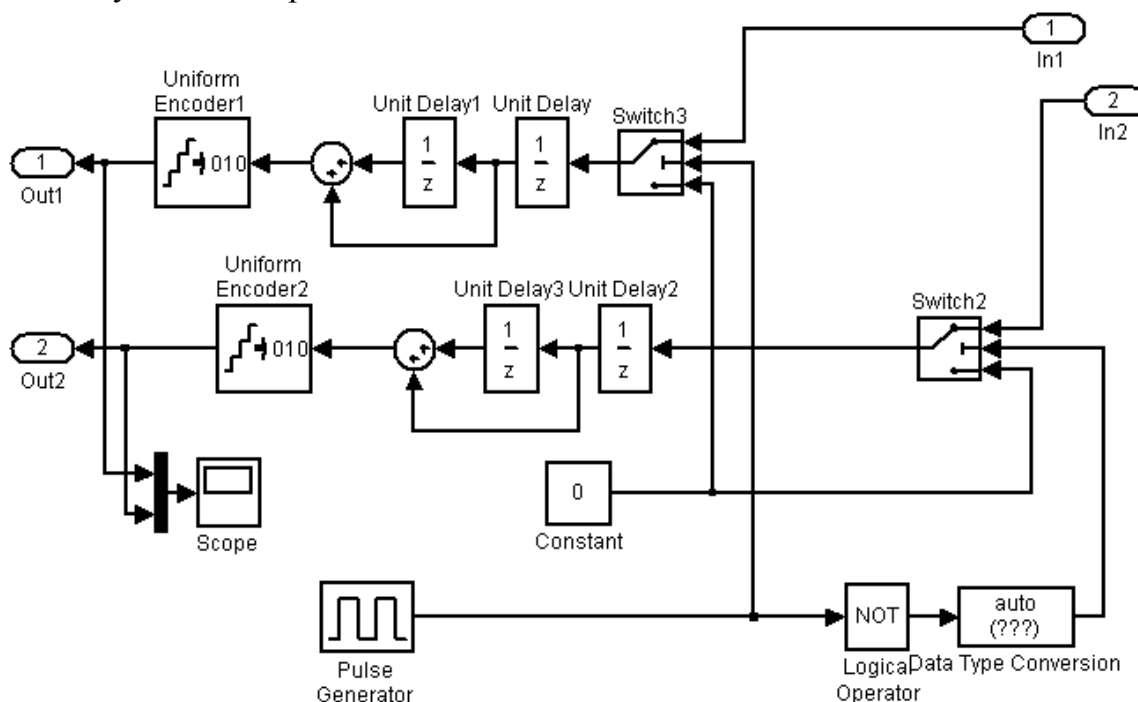 1
In1
Uniform
Encoder1
Unit Delay1 Unit Delay
Switch3
2
In2
1
Out1
010
1
z
1
z
Uniform
Encoder2
Unit Delay3 Unit Delay2
Switch2
2
Out2
010
1
z
1
z
Scope
0
Constant
Pulse
Generator
NOT
Logical
Operator
auto
(???)
Data Type Conversion